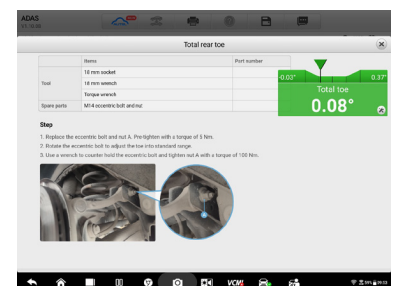 ADAS
Total rear toe
Items Port number
Tool 18 mm socket
18 mm wrench
Torque wrench
Spare parts M14 eccentric bolt and nut
-0.03° 0.37°
Total toe
0.08°
Step
1. Replace the eccentric bolt and nut A. Pre-tighten with a torque of 5 Nm.
2. Rotate the eccentric bolt to adjust the toe into standard range.
3. Use a wrench to counter hold the eccentric bolt and tighten nut A with a torque of 100 Nm.
VCMI